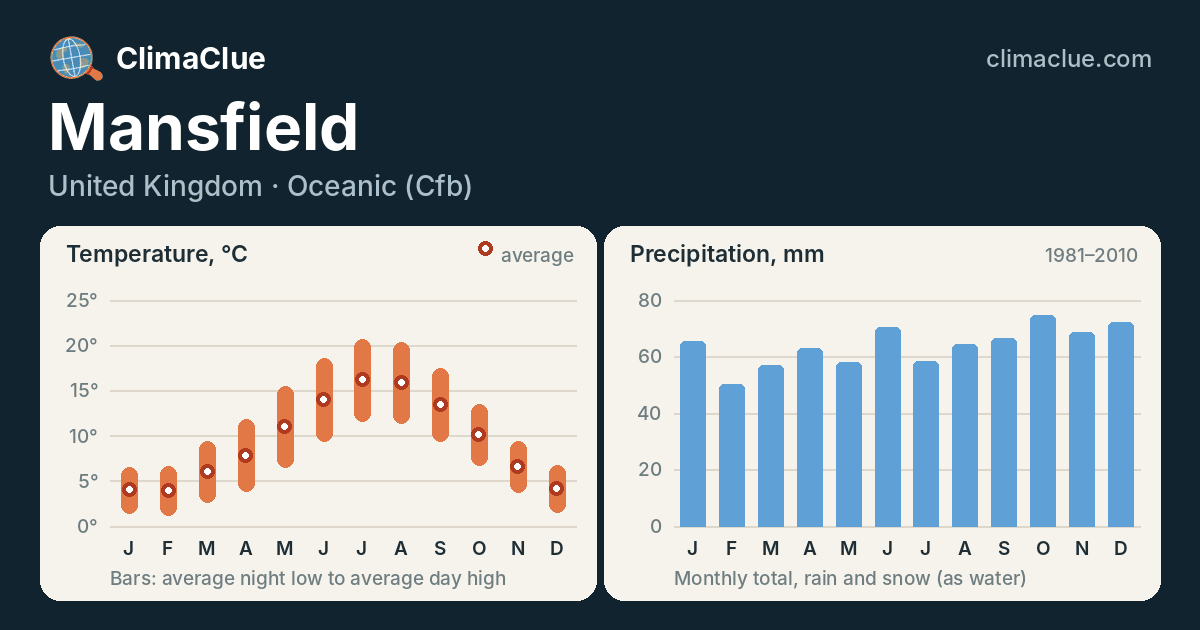 ClimaClue
climaclue.com
Mansfield
United Kingdom · Oceanic (Cfb)
Temperature, °C
average
25°
20°
15°
10°
5°
0°
J F M A M J J A S O N D
Bars: average night low to average day high
Precipitation, mm
1981–2010
80
60
40
20
0
J F M A M J J A S O N D
Monthly total, rain and snow (as water)